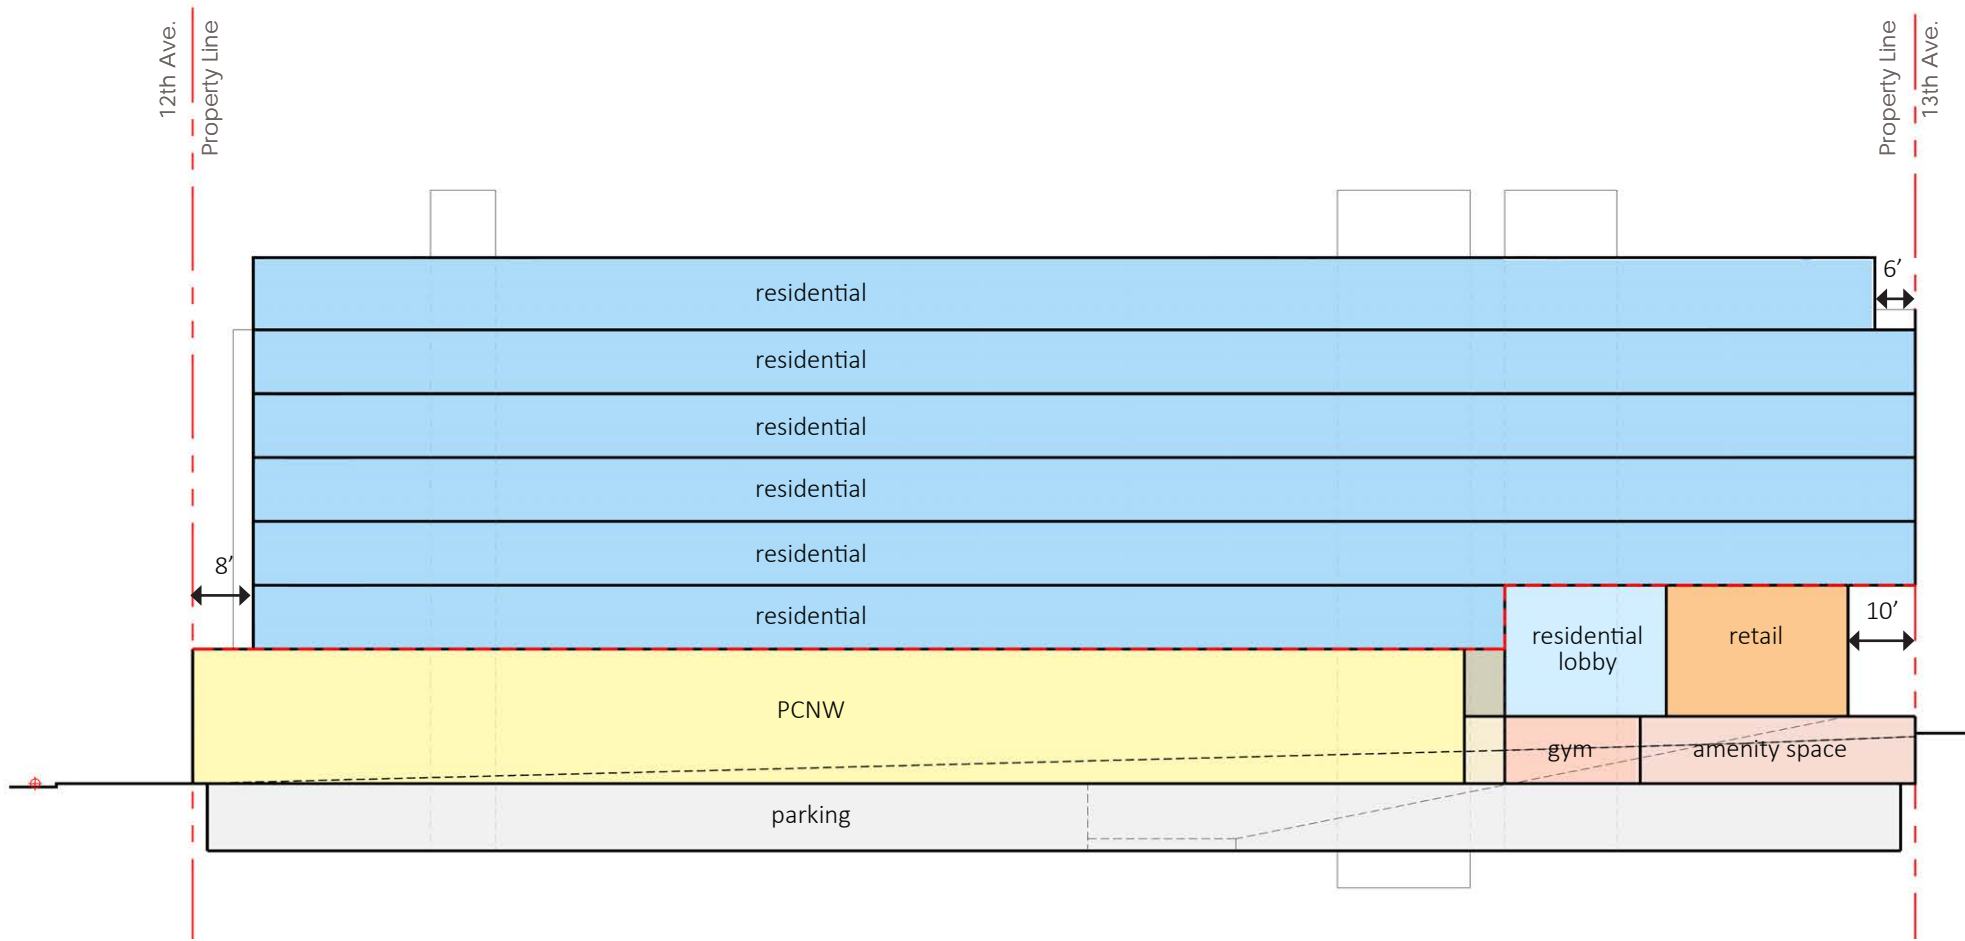 12th Ave.
Property Line
Property Line
13th Ave.
6’
residential
residential
residential
residential
residential
8’
residential
residential
lobby
retail
10’
PCNW
gym
amenity space
parking